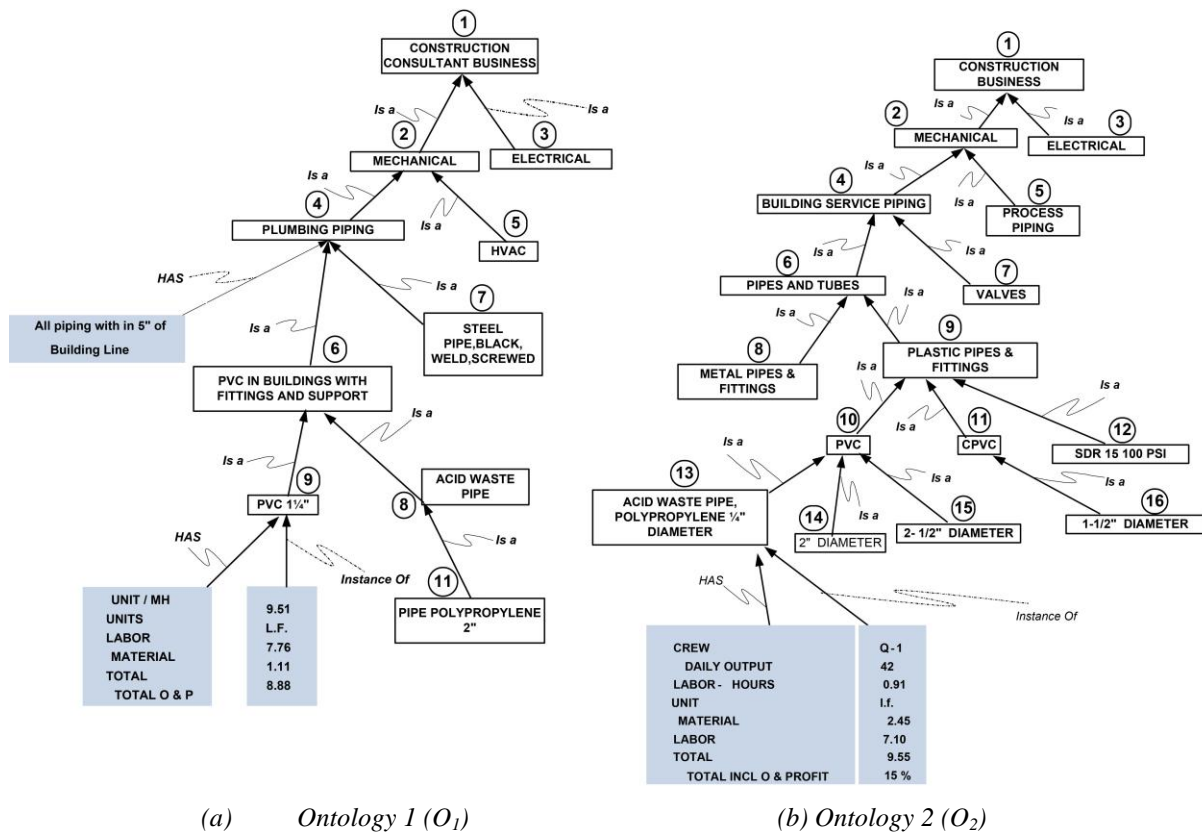 1
CONSTRUCTION
CONSULTANT BUSINESS
Is a
Is a
2
3
MECHANICAL
ELECTRICAL
Is a
4
Is a
5
PLUMBING PIPING
HVAC
HAS
Is a
7
All piping with in 5" of
Building Line
STEEL
PIPE,BLACK,
WELD,SCREWED
Is a
6
PVC IN BUILDINGS WITH
FITTINGS AND SUPPORT
Is a
Is a
9
ACID WASTE
PIPE
8
PVC 1¼"
HAS
Is a
Instance Of
11
PIPE POLYPROPYLENE
2"
UNIT / MH
UNITS
LABOR
MATERIAL
TOTAL
TOTAL O & P
9.51
L.F.
7.76
1.11
8.88
(a) Ontology 1 (O1)
1
CONSTRUCTION
BUSINESS
Is a
Is a
2
3
MECHANICAL
ELECTRICAL
Is a
Is a
4
5
BUILDING SERVICE PIPING
PROCESS
PIPING
Is a
Is a
6
7
PIPES AND TUBES
VALVES
Is a
Is a
8
9
METAL PIPES &
FITTINGS
PLASTIC PIPES &
FITTINGS
Is a
Is a
Is a
10
11
12
PVC
CPVC
SDR 15 100 PSI
Is a
13
Is a
Is a
Is a
ACID WASTE PIPE,
POLYPROPYLENE ¼"
DIAMETER
14
2" DIAMETER
15
2- 1/2" DIAMETER
16
1-1/2" DIAMETER
HAS
Instance Of
CREW
DAILY OUTPUT
LABOR - HOURS
UNIT
MATERIAL
LABOR
TOTAL
TOTAL INCL O & PROFIT
Q - 1
42
0.91
l.f.
2.45
7.10
9.55
15 %
(b) Ontology 2 (O2)